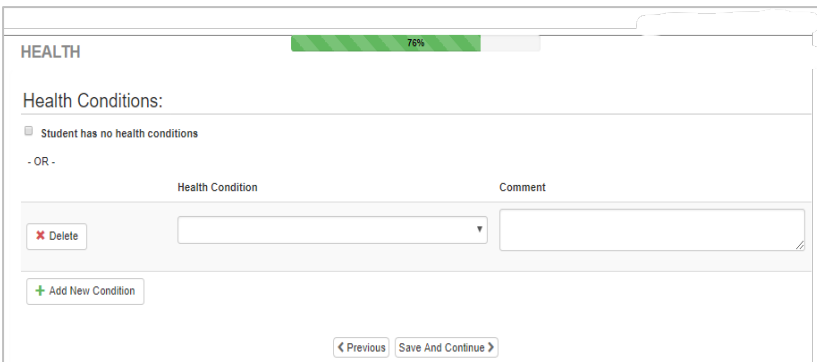 76%
HEALTH
Health Conditions:
Student has no health conditions
- OR -
Health Condition Comment
Delete
Add New Condition
Previous Save And Continue